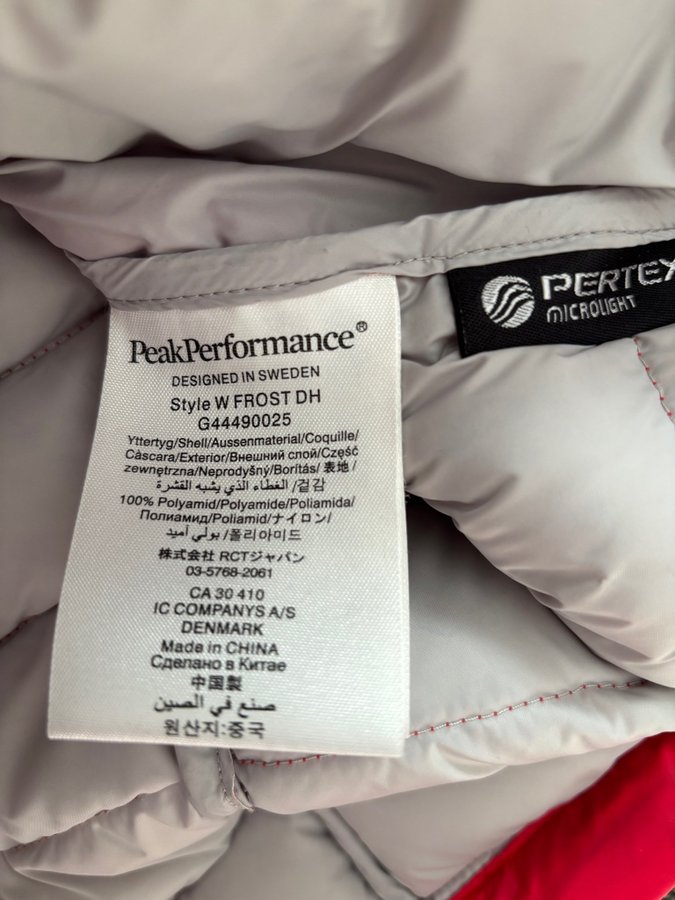 PeakPerformance®
DESIGNED IN SWEDEN
Style W FROST DH
G44490025
Yttertyg/Shell/Aussenmaterial/Coquille/
Càscara/Exterior/Внешний слой/Część
zewnętrzna/Neprodyšný/Borítás/ 表地 /
겉감/ الغطاء الذي يشبه القشرة
100% Polyamid/Polyamide/Poliamida/
Полиамид/Poliamid/ナイロン/
폴리아미드/ بولي أميد
株式会社 RCTジャパン
03-5768-2061
CA 30 410
IC COMPANYS A/S
DENMARK
Made in CHINA
Сделано в Китае
中国製
صنع في الصين
원산지:중국
PERTEX
MICROLIGHT